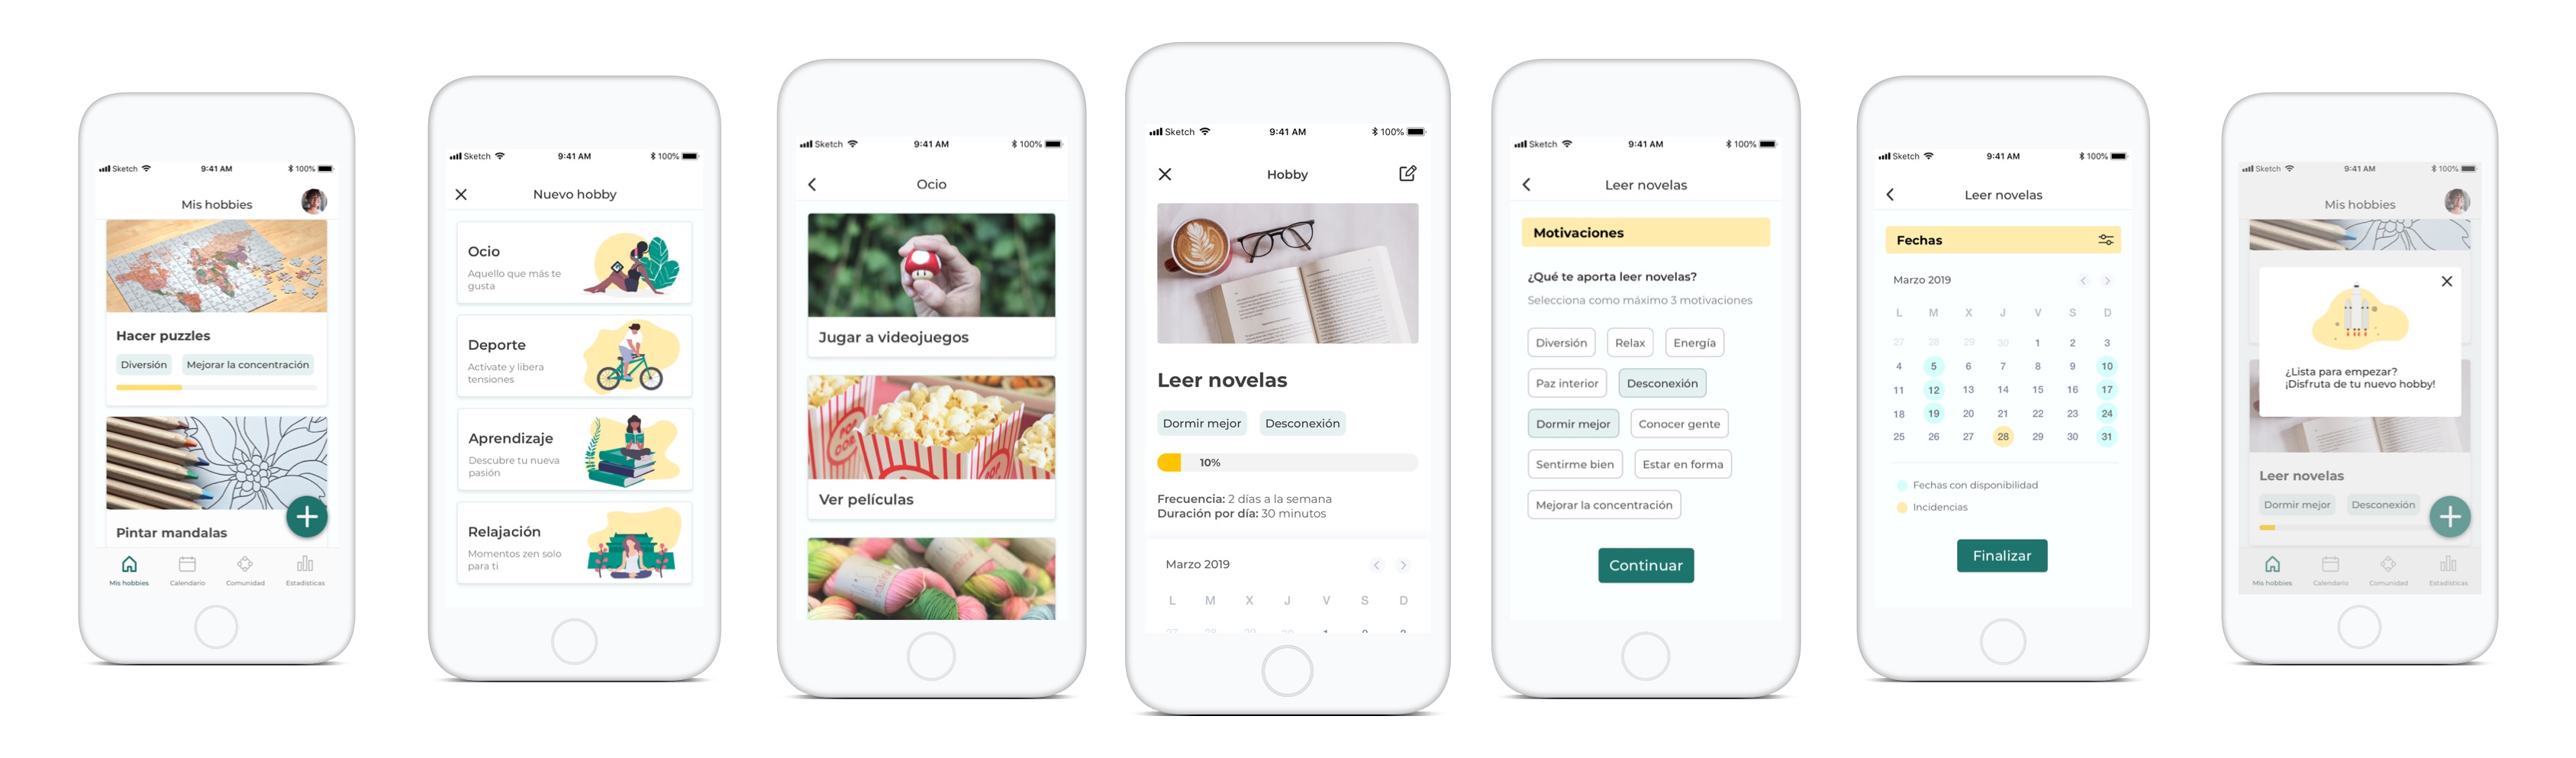 Sketch 9:41 AM 100%
Mis hobbies
Hacer puzzles
Diversión Mejorar la concentración
Pintar mandalas
Mis hobbies Calendario Comunidad Estadísticas
Sketch 9:41 AM 100%
Nuevo hobby
Ocio
Aquello que más te
gusta
Deporte
Actívate y libera
tensiones
Aprendizaje
Descubre tu nueva
pasión
Relajación
Momentos zen solo
para ti
Sketch 9:41 AM 100%
Ocio
Jugar a videojuegos
POP
COR
Ver películas
Sketch 9:41 AM 100%
Hobby
Leer novelas
Dormir mejor Desconexión
10%
Frecuencia: 2 días a la semana
Duración por día: 30 minutos
Marzo 2019
L M X J V S D
27 28 29 30 1 2 3
Sketch 9:41 AM 100%
Leer novelas
Motivaciones
¿Qué te aporta leer novelas?
Selecciona como máximo 3 motivaciones
Diversión Relax Energía
Paz interior Desconexión
Dormir mejor Conocer gente
Sentirme bien Estar en forma
Mejorar la concentración
Continuar
Sketch 9:41 AM 100%
Leer novelas
Fechas
Marzo 2019
L M X J V S D
27 28 29 30 1 2 3
4 5 6 7 8 9 10
11 12 13 14 15 16 17
18 19 20 21 22 23 24
25 26 27 28 29 30 31
Fechas con disponibilidad
Incidencias
Finalizar
Sketch 9:41 AM 100%
Mis hobbies
¿Lista para empezar?
¡Disfruta de tu nuevo hobby!
Leer novelas
Dormir mejor Desconexión
Mis hobbies Calendario Comunidad Estadísticas